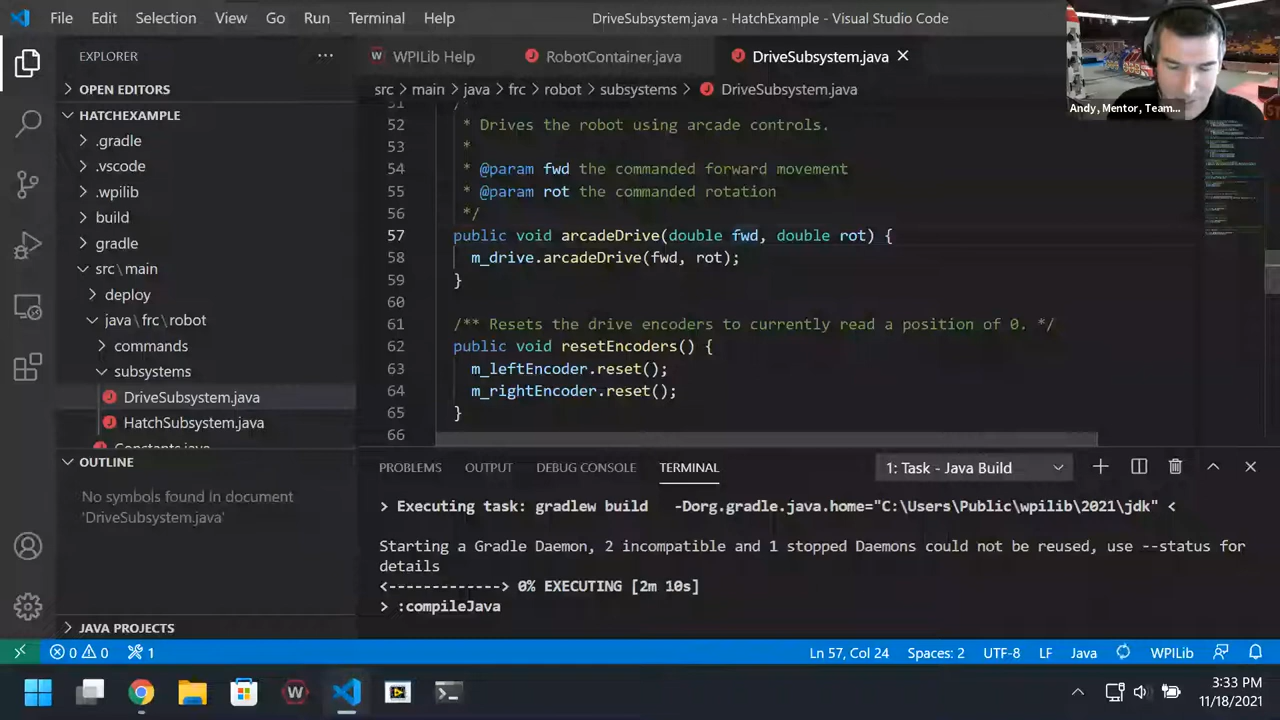 File Edit Selection View Go Run Terminal Help
DriveSubsystem.java - HatchExample - Visual Studio Code
Andy, Mentor, Team...
EXPLORER
OPEN EDITORS
HATCHEXAMPLE
.gradle
.vscode
.wpilib
build
gradle
src\main
deploy
java\frc\robot
commands
subsystems
DriveSubsystem.java
HatchSubsystem.java
Constants.java
OUTLINE
No symbols found in document
'DriveSubsystem.java'
JAVA PROJECTS
WPILib Help RobotContainer.java DriveSubsystem.java
src > main > java > frc > robot > subsystems > DriveSubsystem.java
51 /**
52 * Drives the robot using arcade controls.
53 *
54 * @param fwd the commanded forward movement
55 * @param rot the commanded rotation
56 */
57 public void arcadeDrive(double fwd, double rot) {
58 m_drive.arcadeDrive(fwd, rot);
59 }
60
61 /** Resets the drive encoders to currently read a position of 0. */
62 public void resetEncoders() {
63 m_leftEncoder.reset();
64 m_rightEncoder.reset();
65 }
66
PROBLEMS OUTPUT DEBUG CONSOLE TERMINAL 1: Task - Java Build
> Executing task: gradlew build -Dorg.gradle.java.home="C:\Users\Public\wpilib\2021\jdk" <
Starting a Gradle Daemon, 2 incompatible and 1 stopped Daemons could not be reused, use --status for
details
<-------------> 0% EXECUTING [2m 10s]
> :compileJava
0 0 1 Ln 57, Col 24 Spaces: 2 UTF-8 LF Java WPILib
3:33 PM
11/18/2021